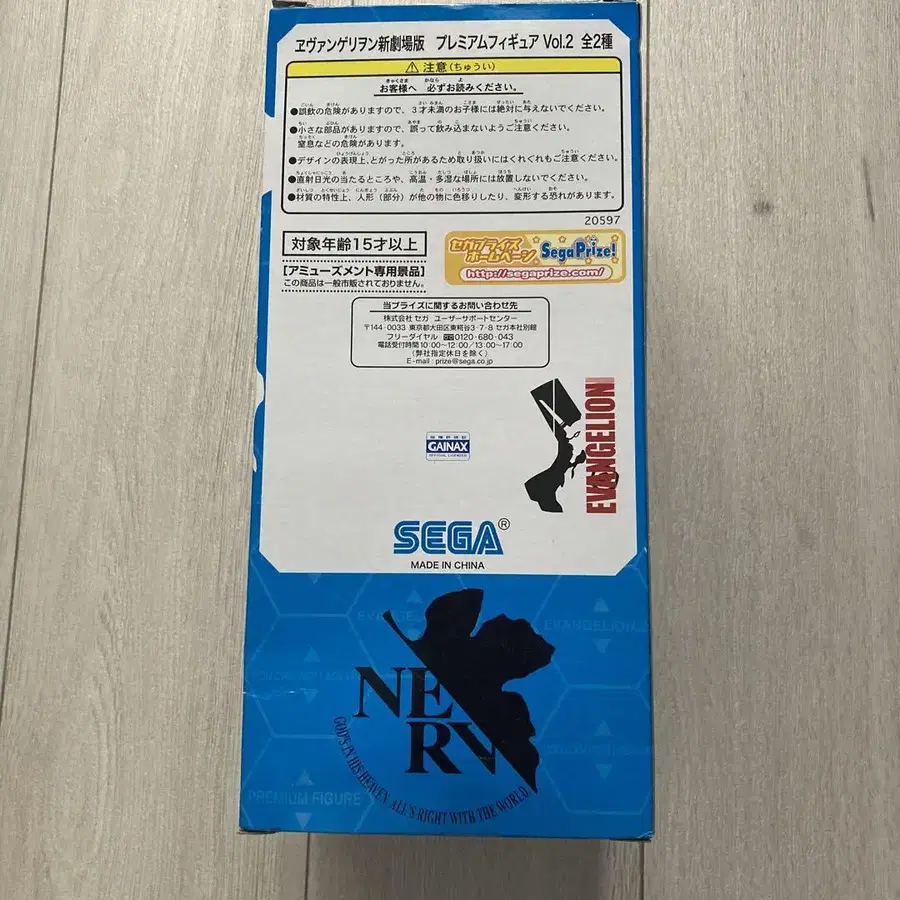 ヱヴァンゲリヲン新劇場版 プレミアムフィギュア Vol.2 全2種
⚠注意(ちゅうい)
お客様へ 必ずお読みください。
●誤飲の危険がありますので、3才未満のお子様には絶対に与えないでください。
●小さな部品がありますので、誤って飲み込まないようご注意ください。
窒息などの危険があります。
●デザインの表現上、とがった所があるため取り扱いにはくれぐれもご注意ください。
●直射日光の当たるところや、高温・多湿な場所には放置しないでください。
●材質の特性上、人形(部分)が他の物に色移りしたり、変形する恐れがあります。
20597
対象年齢15才以上
【アミューズメント専用景品】
この商品は一般市販されておりません。
セガプライズ
ホームページ
SegaPrize!
http://segaprize.com/
当プライズに関するお問い合わせ先
株式会社 セガ ユーザーサポートセンター
〒144-0033 東京都大田区東糀谷3-7-8 セガ本社別館
フリーダイヤル 0120-680-043
電話受付時間 10:00~12:00/13:00~17:00
(弊社指定休日を除く)
E-mail : prize@sega.co.jp
EVANGELION
GAINAX
SEGA®
MADE IN CHINA
EVANGELION
EVANGELION
NERV
GOD'S IN HIS HEAVEN. ALL'S RIGHT WITH THE WORLD.
PREMIUM FIGURE